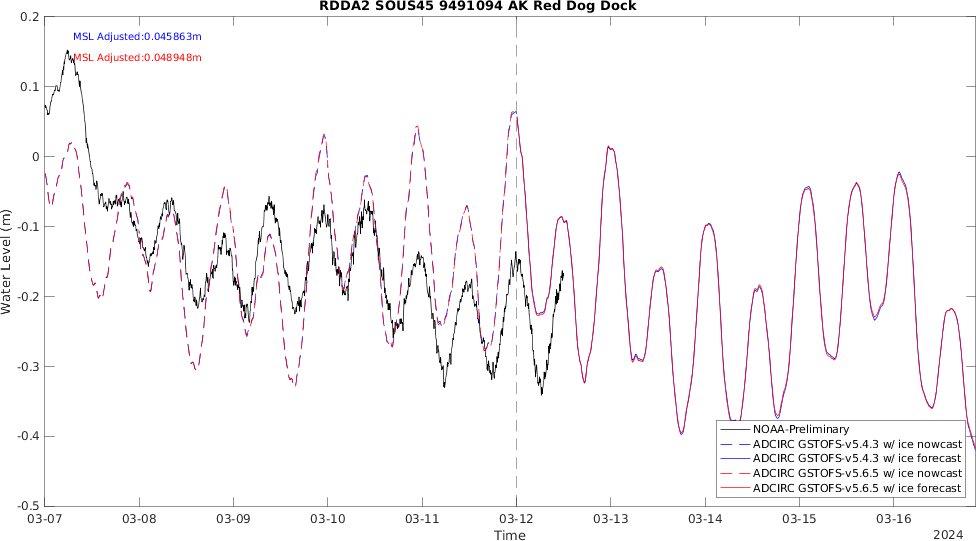 RDDA2 SOUS45 9491094 AK Red Dog Dock
MSL Adjusted:0.045863m
MSL Adjusted:0.048948m
Water Level (m)
0.2
0.1
0
-0.1
-0.2
-0.3
-0.4
-0.5
NOAA-Preliminary
ADCIRC GSTOFS-v5.4.3 w/ ice nowcast
ADCIRC GSTOFS-v5.4.3 w/ ice forecast
ADCIRC GSTOFS-v5.6.5 w/ ice nowcast
ADCIRC GSTOFS-v5.6.5 w/ ice forecast
03-07 03-08 03-09 03-10 03-11 03-12 03-13 03-14 03-15 03-16
Time
2024